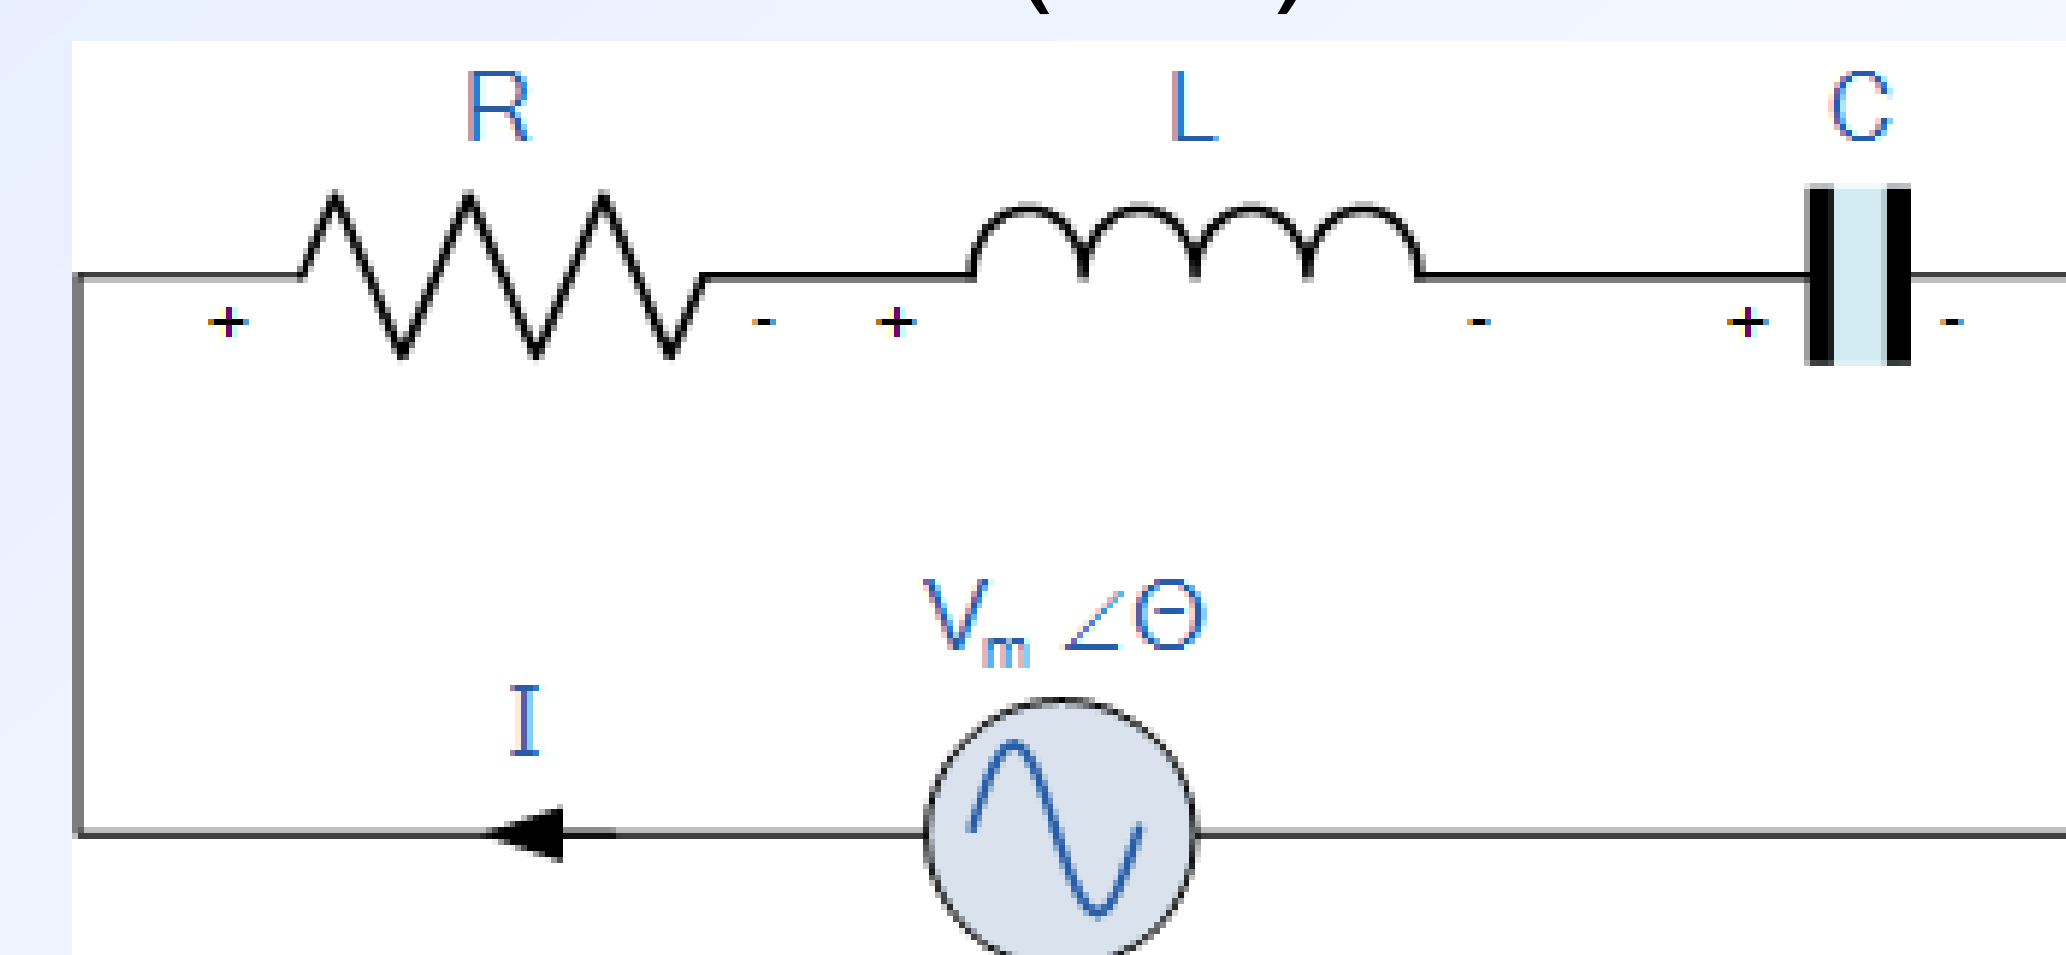 R L C
+ - + - + -
Vm ∠Θ
I